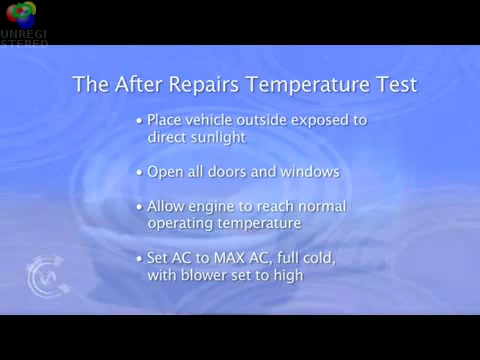 UNREGI
STERED
The After Repairs Temperature Test
• Place vehicle outside exposed to
direct sunlight
• Open all doors and windows
• Allow engine to reach normal
operating temperature
• Set AC to MAX AC, full cold,
with blower set to high